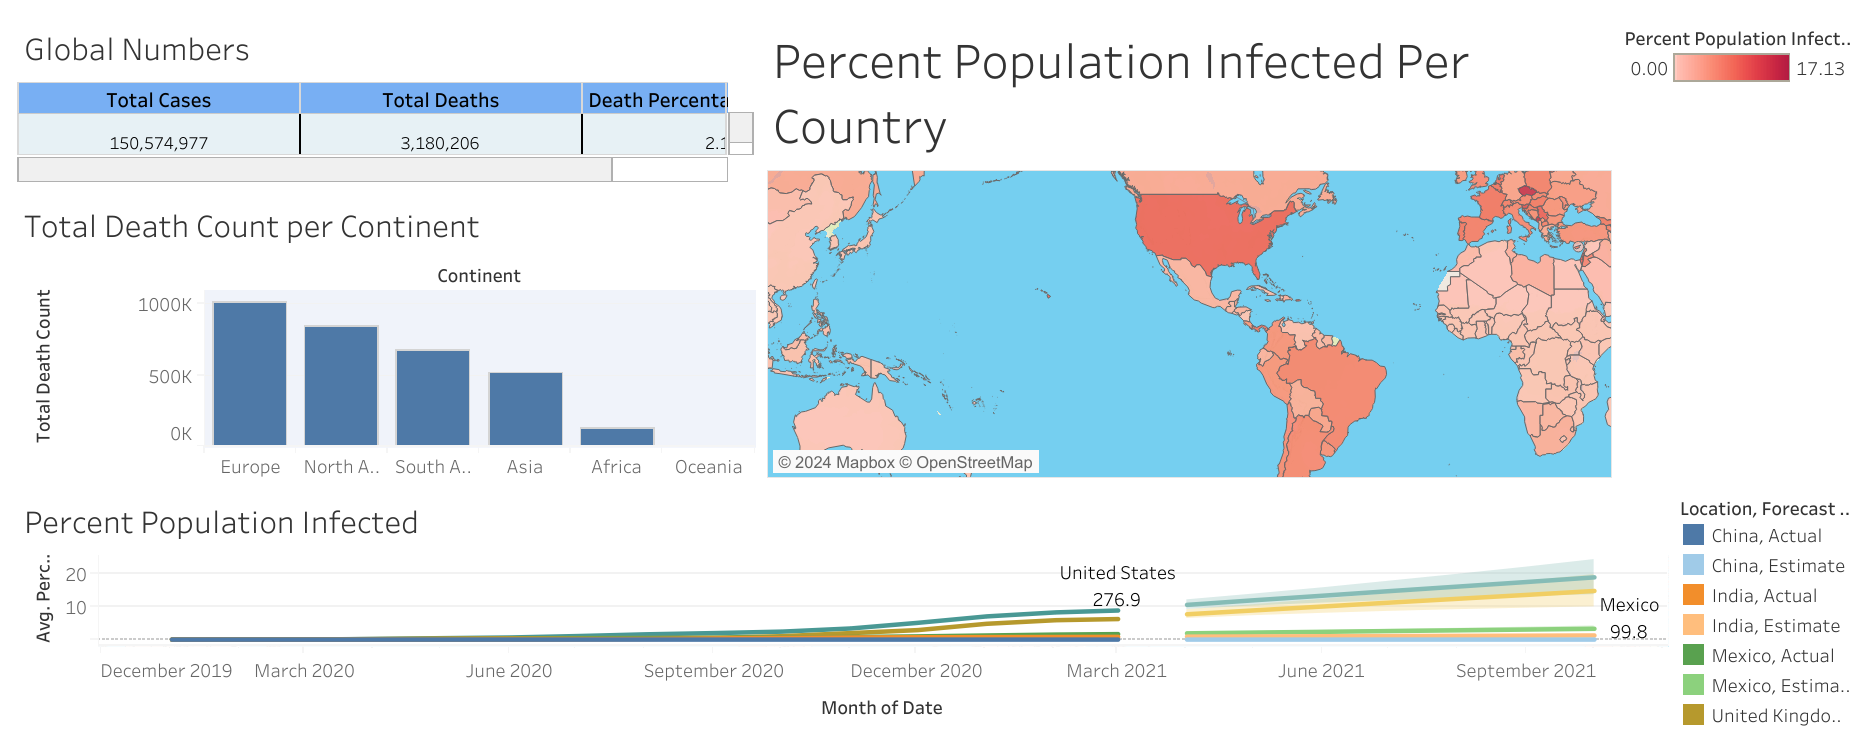 Global Numbers
Total Cases
Total Deaths
Death Percenta
150,574,977
3,180,206
2.1
Percent Population Infected Per
Country
Percent Population Infect..
0.00
17.13
© 2024 Mapbox © OpenStreetMap
Total Death Count per Continent
Continent
Total Death Count
1000K
500K
0K
Europe
North A..
South A..
Asia
Africa
Oceania
Percent Population Infected
Avg. Perc..
20
10
United States
276.9
Mexico
99.8
December 2019
March 2020
June 2020
September 2020
December 2020
March 2021
June 2021
September 2021
Month of Date
Location, Forecast ..
China, Actual
China, Estimate
India, Actual
India, Estimate
Mexico, Actual
Mexico, Estima..
United Kingdo..